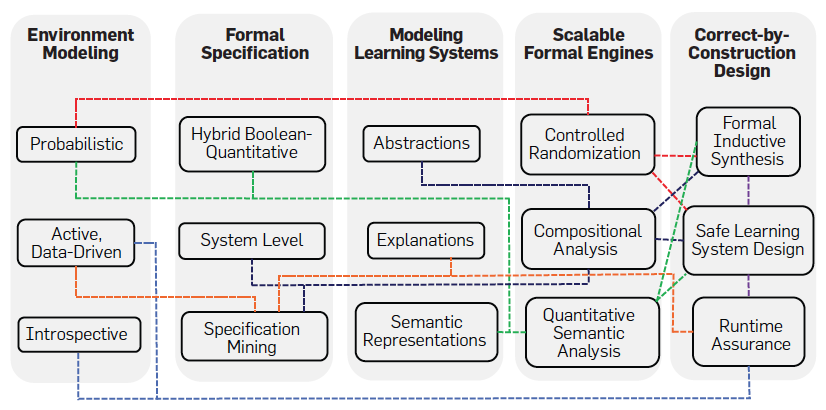 Environment
Modeling
Formal
Specification
Modeling
Learning Systems
Scalable
Formal Engines
Correct-by-
Construction
Design
Probabilistic
Hybrid Boolean-
Quantitative
Abstractions
Controlled
Randomization
Formal
Inductive
Synthesis
Active,
Data-Driven
System Level
Explanations
Compositional
Analysis
Safe Learning
System Design
Introspective
Specification
Mining
Semantic
Representations
Quantitative
Semantic
Analysis
Runtime
Assurance